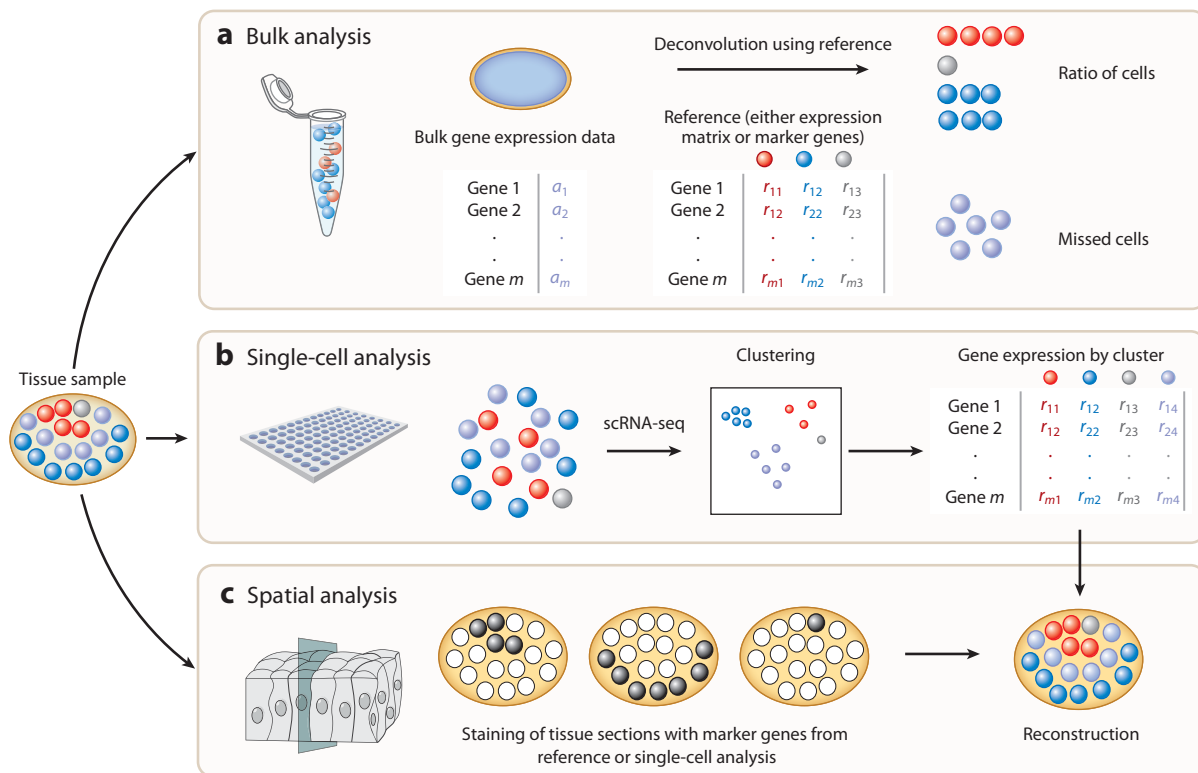 a Bulk analysis
Deconvolution using reference
Ratio of cells
Bulk gene expression data
Reference (either expression
matrix or marker genes)
Gene 1 a1
Gene 2 a2
. .
. .
Gene m am
Gene 1 r11 r12 r13
Gene 2 r12 r22 r23
. . . .
. . . .
Gene m rm1 rm2 rm3
Missed cells
Tissue sample
b Single-cell analysis
scRNA-seq
Clustering
Gene expression by cluster
Gene 1 r11 r12 r13 r14
Gene 2 r12 r22 r23 r24
. . . . .
. . . . .
Gene m rm1 rm2 rm3 rm4
c Spatial analysis
Staining of tissue sections with marker genes from
reference or single-cell analysis
Reconstruction